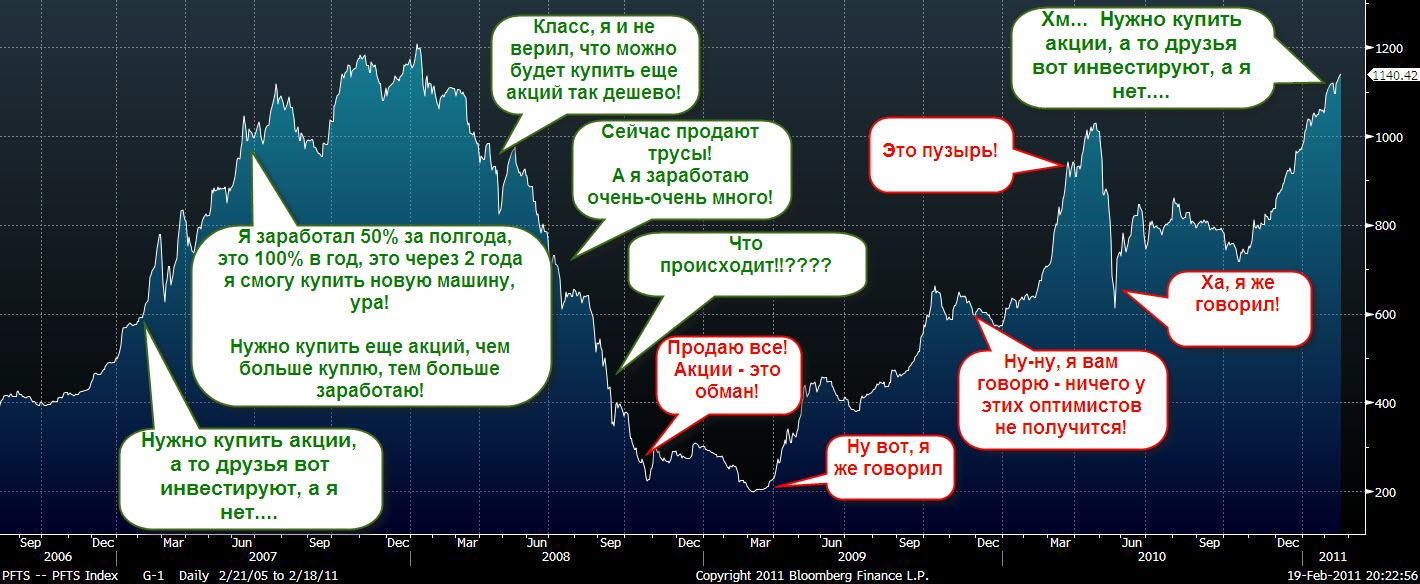 Класс, я и не
верил, что можно
будет купить еще
акций так дешево!
Хм...  Нужно купить
акции, а то друзья
вот инвестируют, а я
нет....
Сейчас продают
трусы!
А я заработаю
очень-очень много!
Это пузырь!
Я заработал 50% за полгода,
это 100% в год, это через 2 года
я смогу купить новую машину,
ура!
Нужно купить еще акций, чем
больше куплю, тем больше
заработаю!
Что
происходит!!????
Ха, я же
говорил!
Продаю все!
Акции - это
обман!
Ну-ну, я вам
говорю - ничего у
этих оптимистов
не получится!
Нужно купить акции,
а то друзья вот
инвестируют, а я
нет....
Ну вот, я
же говорил
1200
1140.42
1000
800
600
400
200
Sep Dec Mar Jun Sep Dec Mar Jun Sep Dec Mar Jun Sep Dec Mar Jun Sep Dec
2006 2007 2008 2009 2010 2011
PFTS -- PFTS Index G-1 Daily 2/21/05 to 2/18/11 Copyright 2011 Bloomberg Finance L.P. 19-Feb-2011 20:22:56